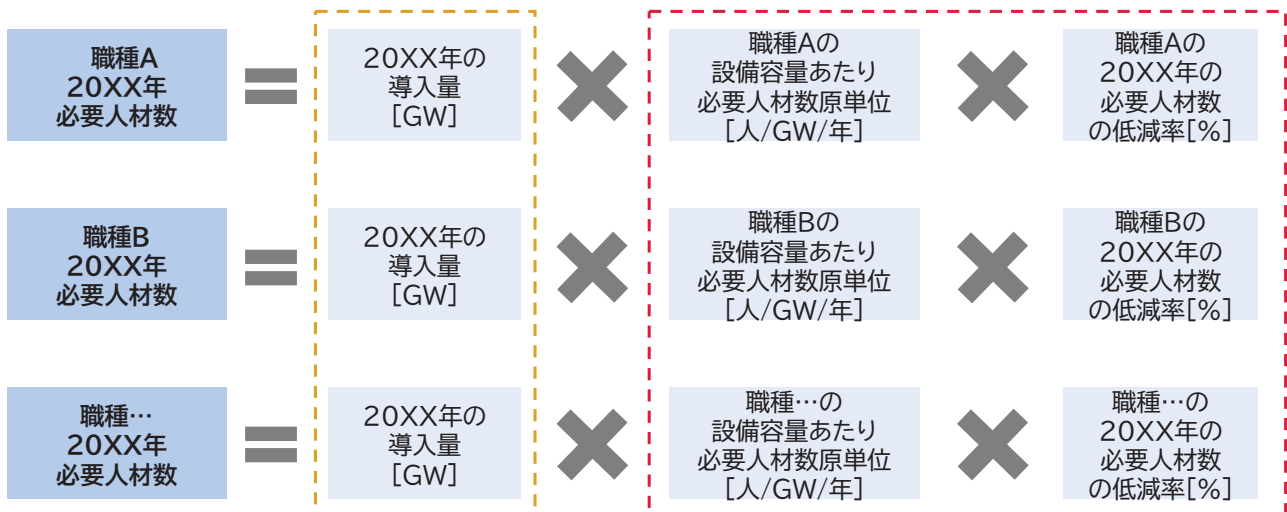 職種A
20XX年
必要人材数
20XX年の
導入量
[GW]
職種Aの
設備容量あたり
必要人材数原単位
[人/GW/年]
職種Aの
20XX年の
必要人材数
の低減率[%]
職種B
20XX年
必要人材数
20XX年の
導入量
[GW]
職種Bの
設備容量あたり
必要人材数原単位
[人/GW/年]
職種Bの
20XX年の
必要人材数
の低減率[%]
職種…
20XX年
必要人材数
20XX年の
導入量
[GW]
職種…の
設備容量あたり
必要人材数原単位
[人/GW/年]
職種…の
20XX年の
必要人材数
の低減率[%]